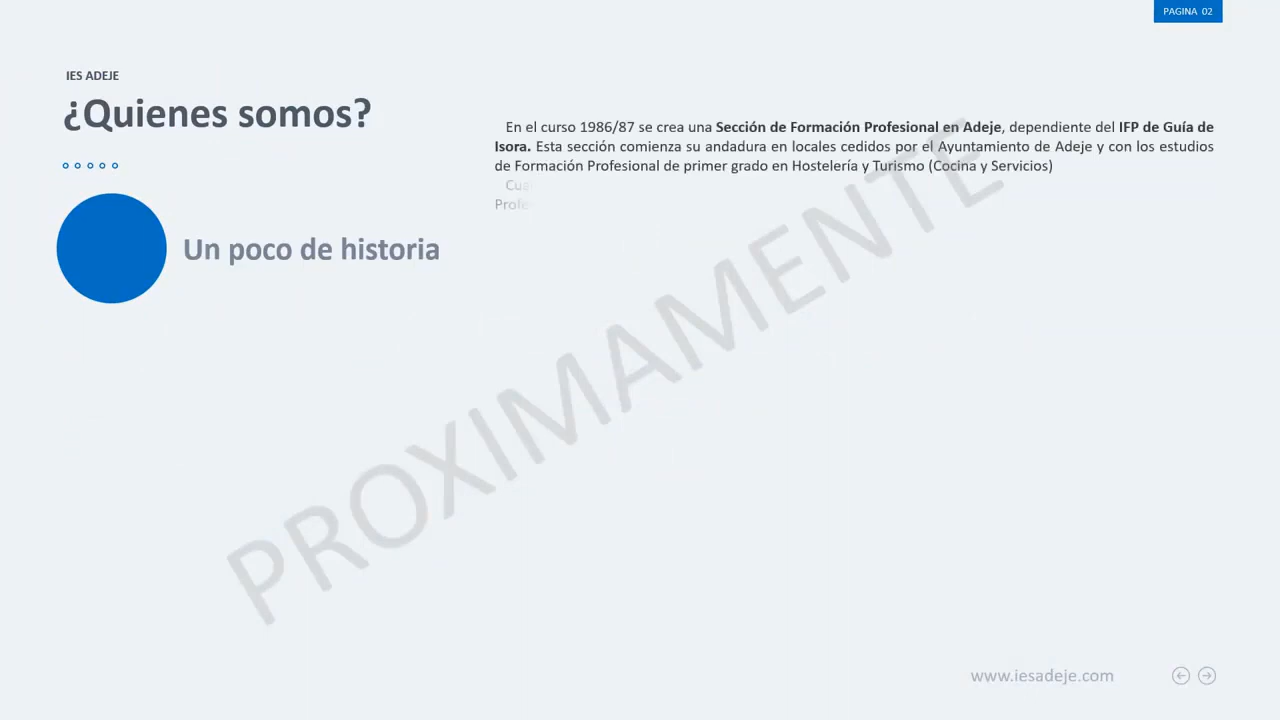 PAGINA 02
IES ADEJE
¿Quienes somos?
En el curso 1986/87 se crea una Sección de Formación Profesional en Adeje, dependiente del IFP de Guía de
Isora. Esta sección comienza su andadura en locales cedidos por el Ayuntamiento de Adeje y con los estudios
de Formación Profesional de primer grado en Hostelería y Turismo (Cocina y Servicios)
Un poco de historia
PROXIMAMENTE
www.iesadeje.com